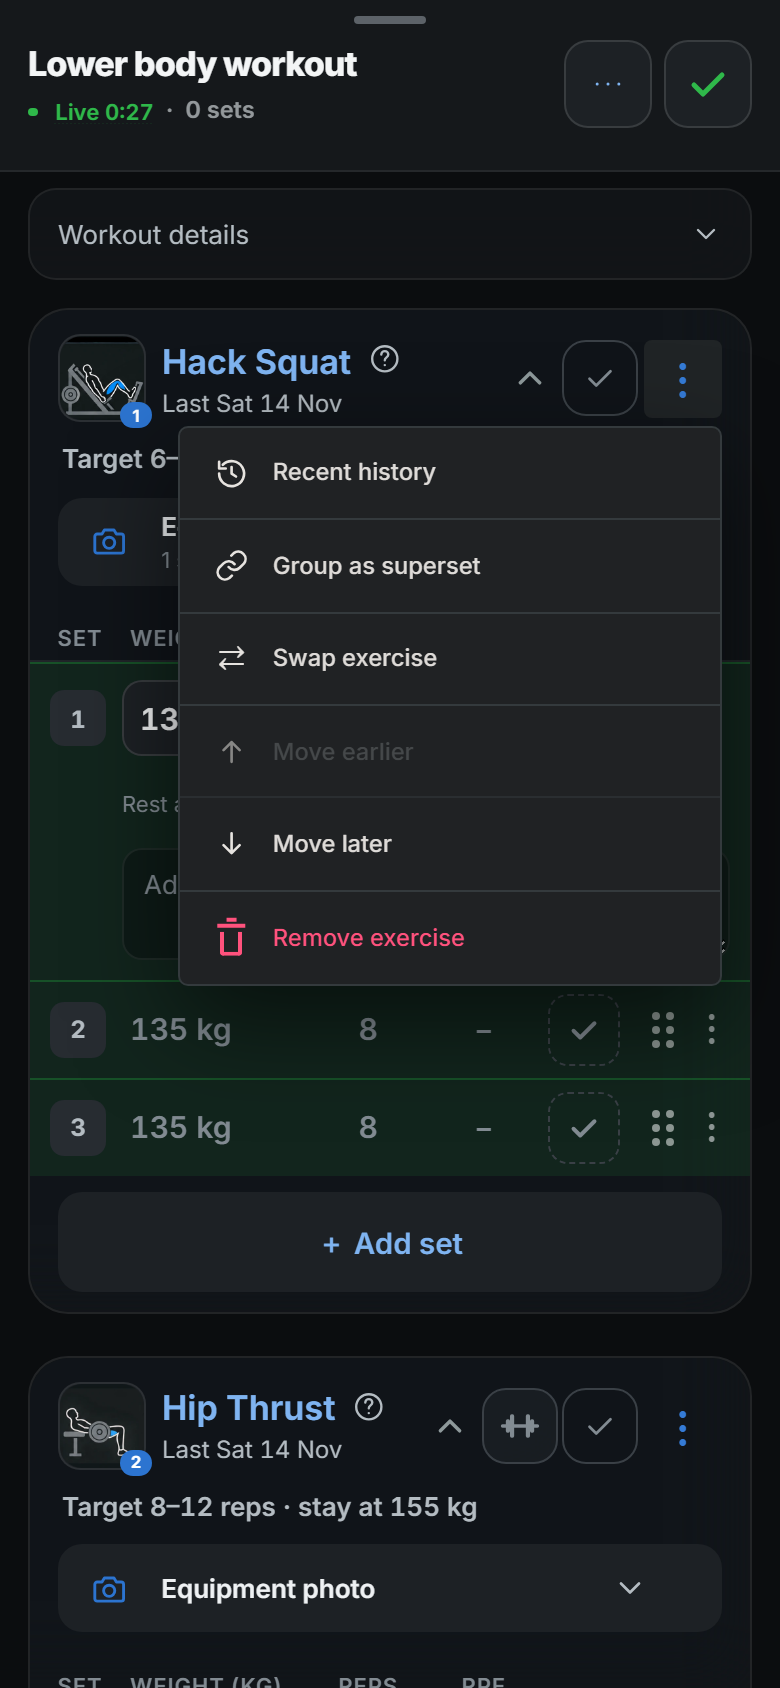 Lower body workout
Live 0:27 · 0 sets
Workout details
Hack Squat
1
Last Sat 14 Nov
Target 6–
Recent history
1
Group as superset
SET
Swap exercise
1 13
Move earlier
Rest
Move later
Ad
Remove exercise
2 135 kg 8 –
3 135 kg 8 –
+ Add set
Hip Thrust
2
Last Sat 14 Nov
Target 8–12 reps · stay at 155 kg
Equipment photo
SET WEIGHT (KG) REPS RPE